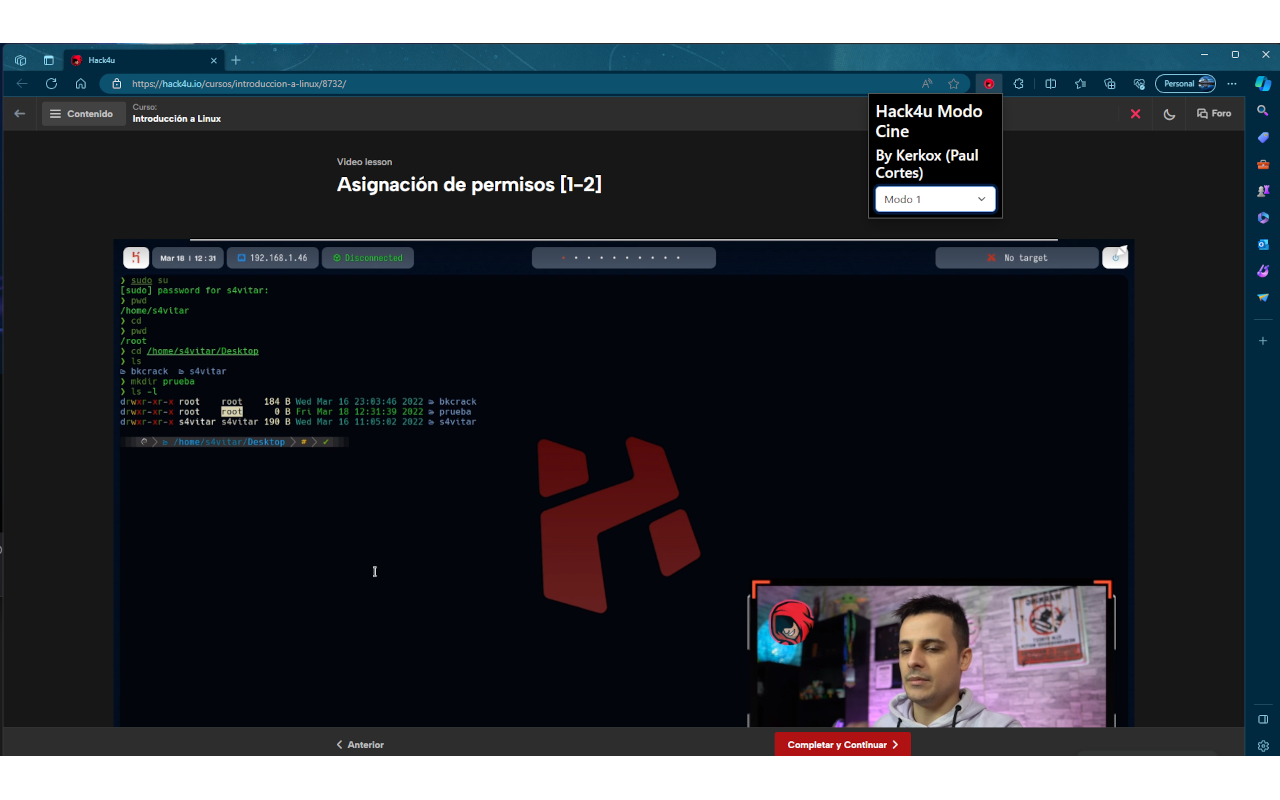 Hack4u
https://hack4u.io/cursos/introduccion-a-linux/8732/
Personal
Contenido
Curso:
Introducción a Linux
Foro
Hack4u Modo
Cine
By Kerkox (Paul
Cortes)
Modo 1
Video lesson
Asignación de permisos [1-2]
Mar 18 | 12:31
192.168.1.46
Disconnected
No target
❯ sudo su
[sudo] password for s4vitar:
❯ pwd
/home/s4vitar
❯ cd
❯ pwd
/root
❯ cd /home/s4vitar/Desktop
❯ ls
bkcrack s4vitar
❯ mkdir prueba
❯ ls -l
drwxr-xr-x root root 184 B Wed Mar 16 23:03:46 2022 bkcrack
drwxr-xr-x root root 0 B Fri Mar 18 12:31:39 2022 prueba
drwxr-xr-x s4vitar s4vitar 190 B Wed Mar 16 11:05:02 2022 s4vitar
/home/s4vitar/Desktop # ✓
Anterior
Completar y Continuar